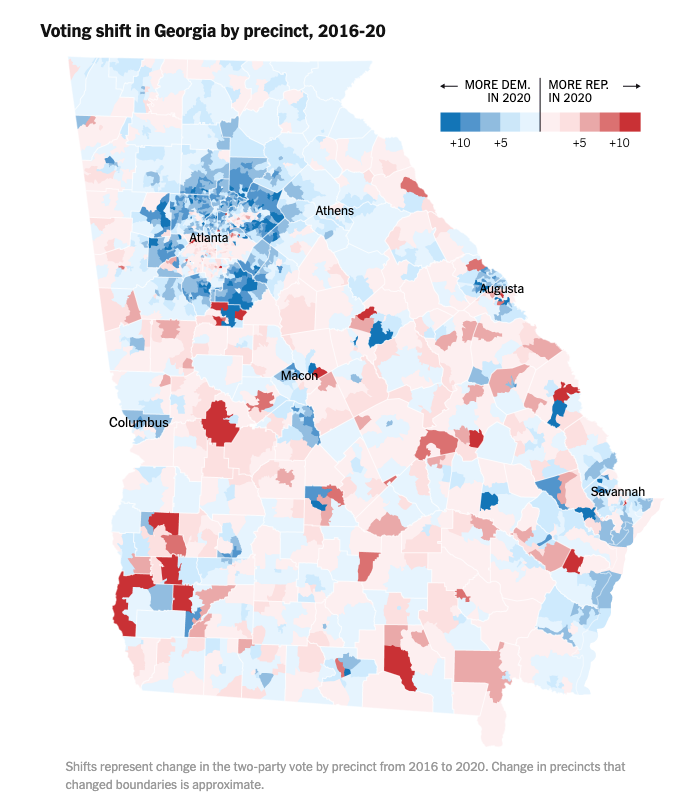 Voting shift in Georgia by precinct, 2016-20
← MORE DEM. IN 2020
MORE REP. IN 2020 →
+10 +5 +5 +10
Athens
Atlanta
Augusta
Macon
Columbus
Savannah
Shifts represent change in the two-party vote by precinct from 2016 to 2020. Change in precincts that
changed boundaries is approximate.